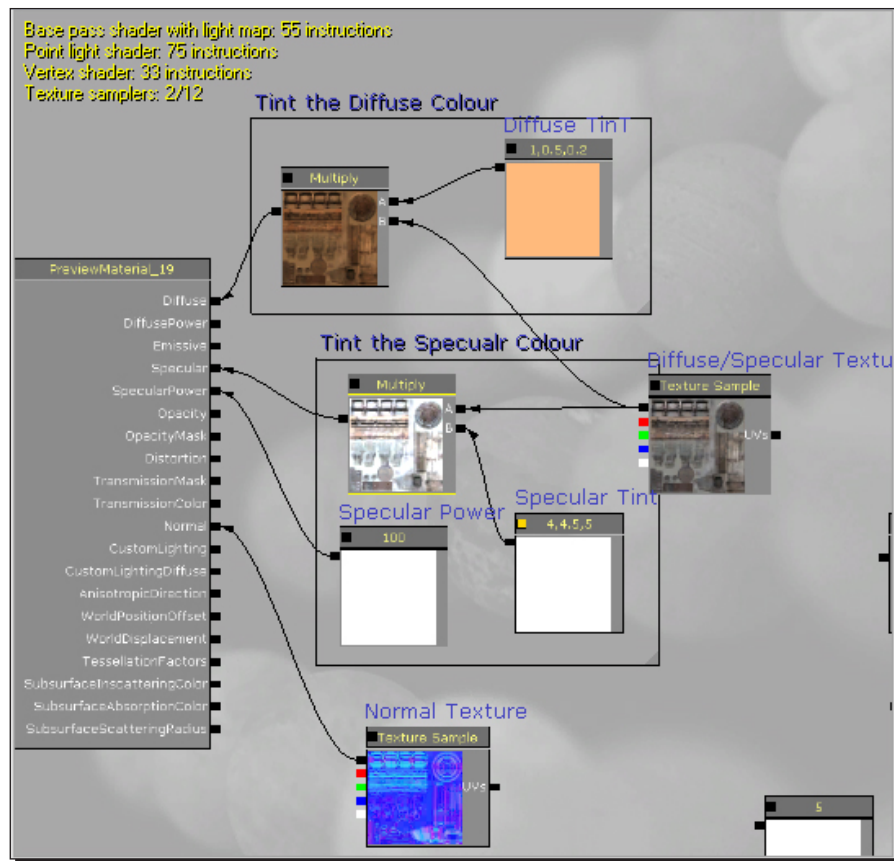 Base pass shader with light map: 55 instructions
Point light shader: 75 instructions
Vertex shader: 33 instructions
Texture samplers: 2/12
Tint the Diffuse Colour
Diffuse TinT
1,0.5,0.2
Multiply
A
B
PreviewMaterial_19
Diffuse
DiffusePower
Emissive
Specular
SpecularPower
Opacity
OpacityMask
Distortion
TransmissionMask
TransmissionColor
Normal
CustomLighting
CustomLightingDiffuse
AnisotropicDirection
WorldPositionOffset
WorldDisplacement
TessellationFactors
SubsurfaceInscatteringColor
SubsurfaceAbsorptionColor
SubsurfaceScatteringRadius
Tint the Specualr Colour
Multiply
A
B
Diffuse/Specular Textu
Texture Sample
UVs
Specular Power
100
Specular Tint
4,4.5,5
Normal Texture
Texture Sample
UVs
5